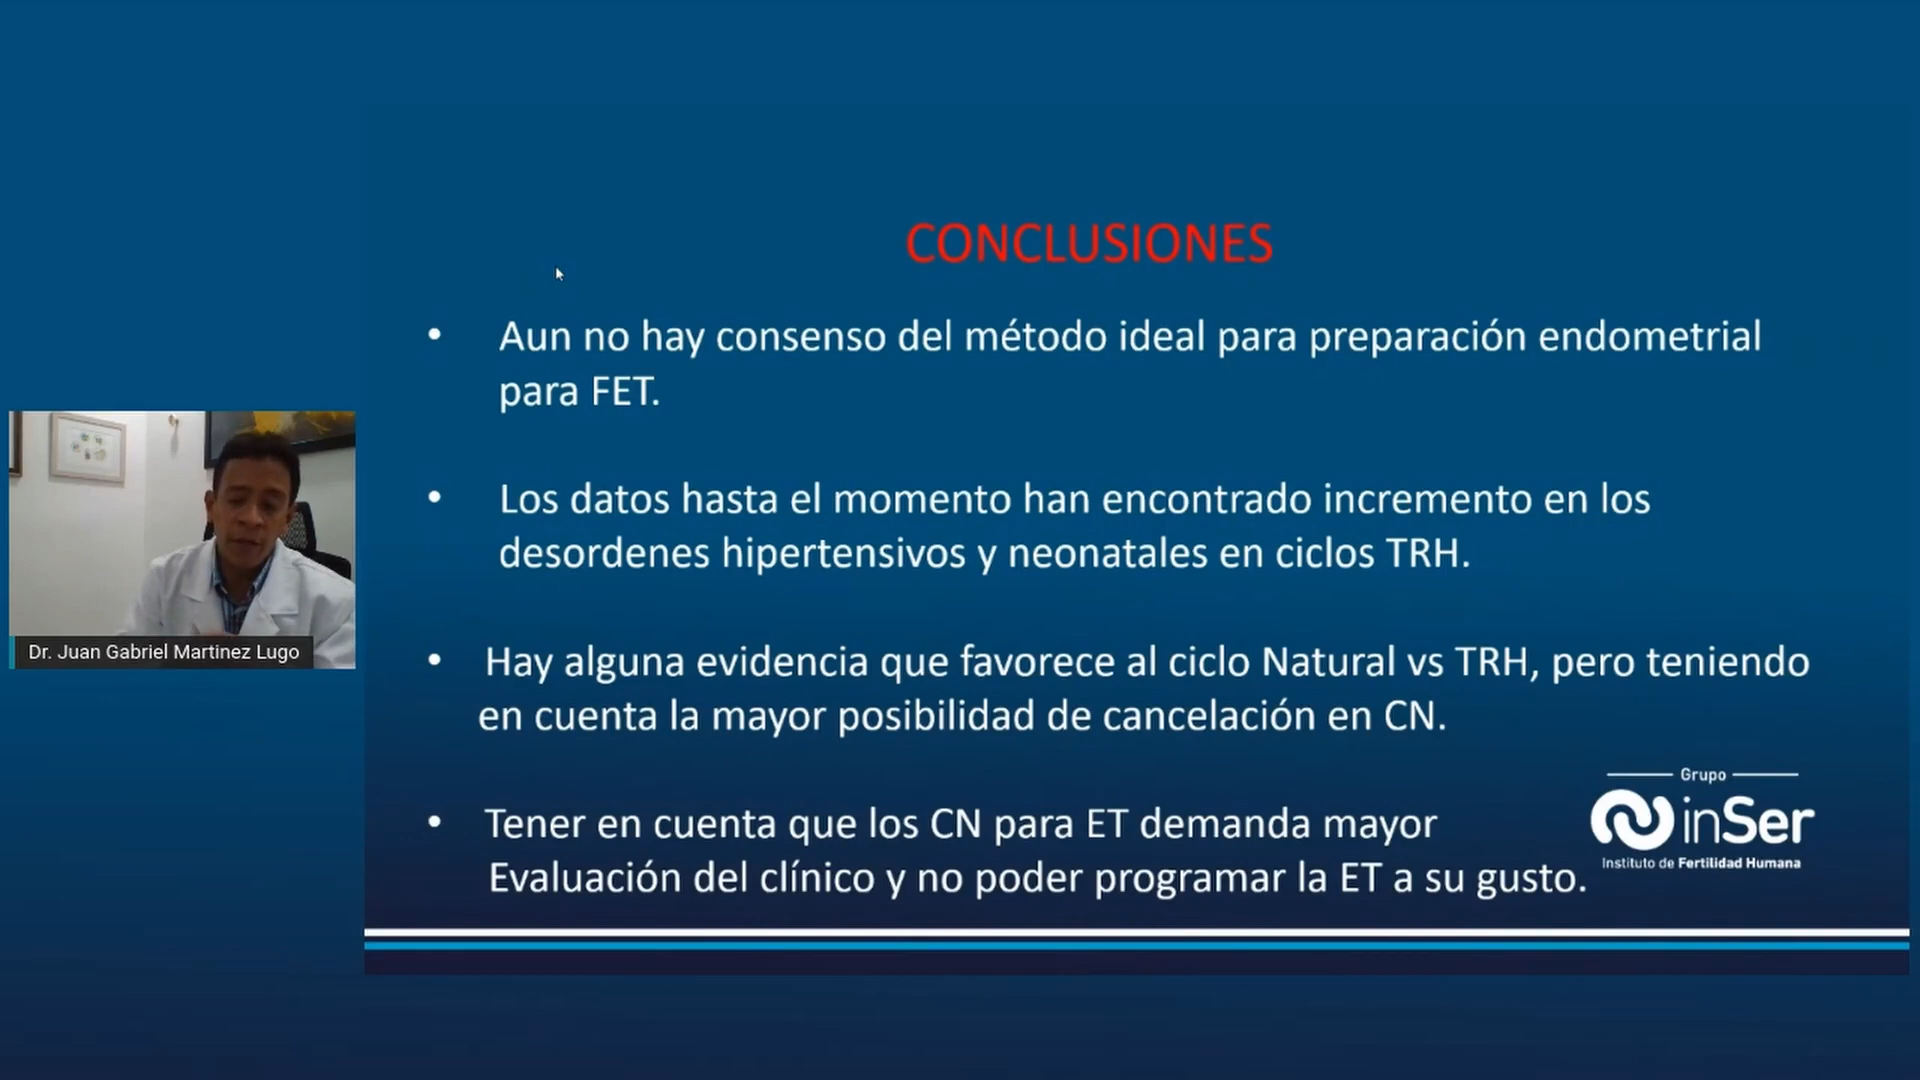 CONCLUSIONES
• Aun no hay consenso del método ideal para preparación endometrial
para FET.
• Los datos hasta el momento han encontrado incremento en los
desordenes hipertensivos y neonatales en ciclos TRH.
• Hay alguna evidencia que favorece al ciclo Natural vs TRH, pero teniendo
en cuenta la mayor posibilidad de cancelación en CN.
• Tener en cuenta que los CN para ET demanda mayor
Evaluación del clínico y no poder programar la ET a su gusto.
Dr. Juan Gabriel Martinez Lugo
Grupo
inSer
Instituto de Fertilidad Humana